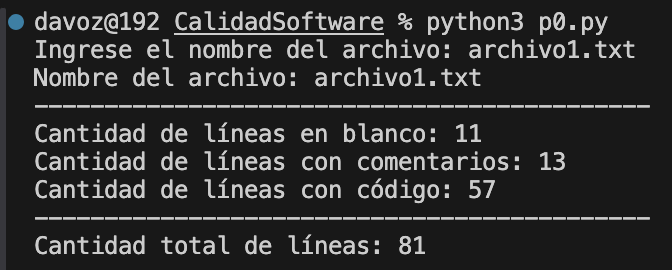 davoz@192 CalidadSoftware % python3 p0.py
Ingrese el nombre del archivo: archivo1.txt
Nombre del archivo: archivo1.txt
--------------------------------------------
Cantidad de líneas en blanco: 11
Cantidad de líneas con comentarios: 13
Cantidad de líneas con código: 57
--------------------------------------------
Cantidad total de líneas: 81